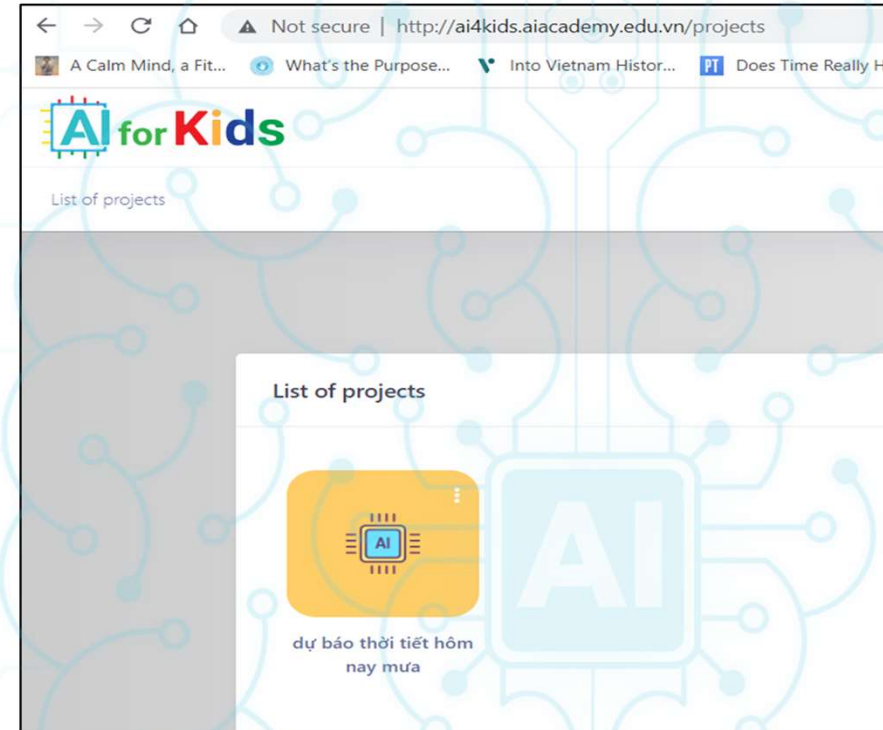 Not secure | http://ai4kids.aiacademy.edu.vn/projects
A Calm Mind, a Fit... What's the Purpose... Into Vietnam Histor... PT Does Time Really H
AI for Kids
List of projects
List of projects
AI
AI
dự báo thời tiết hôm
nay mưa